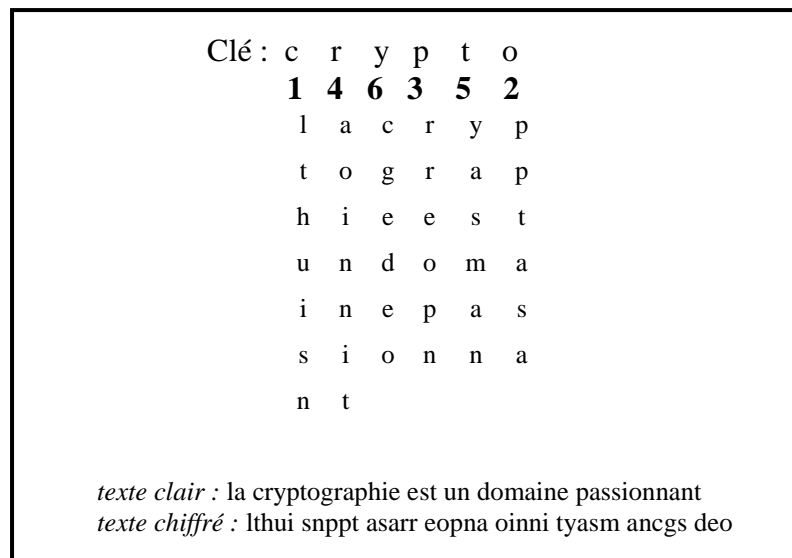 Clé : c r y p t o
1 4 6 3 5 2
l a c r y p
t o g r a p
h i e e s t
u n d o m a
i n e p a s
s i o n n a
n t
texte clair : la cryptographie est un domaine passionnant
texte chiffré : lthui snppt asarr eopna oinni tyasm ancgs deo